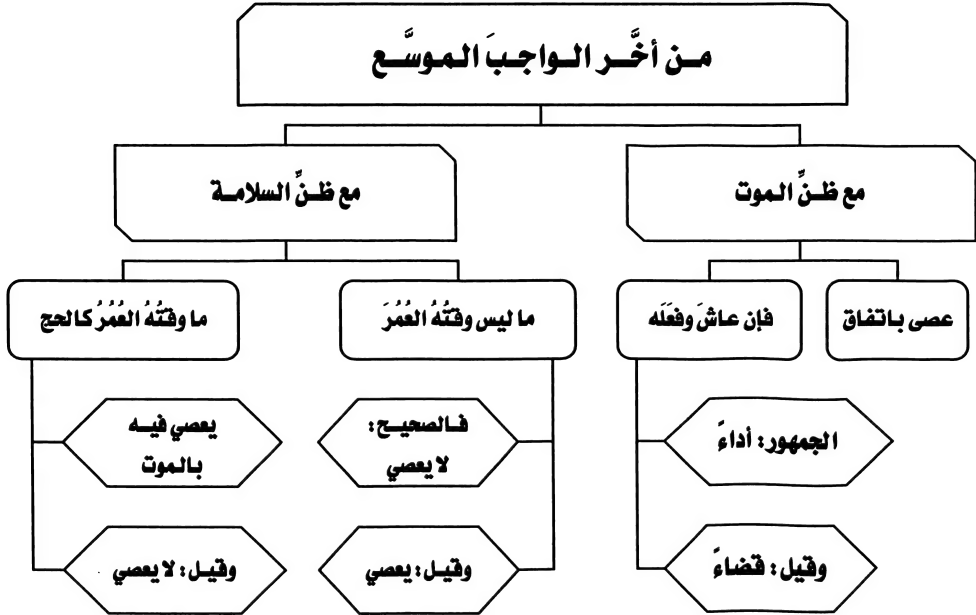 من أخَّر الواجبَ الموسَّع
مع ظنِّ الموت
مع ظنِّ السلامة
عصى باتفاق
فإن عاشَ وفعَلَه
ما ليس وقتُهُ العُمُرَ
ما وقتُهُ العُمُرُ كالحج
الجمهور: أداءً
وقيل: قضاءً
فالصحيح:
لا يعصي
وقيل: يعصي
يعصي فيه
بالموت
وقيل: لا يعصي